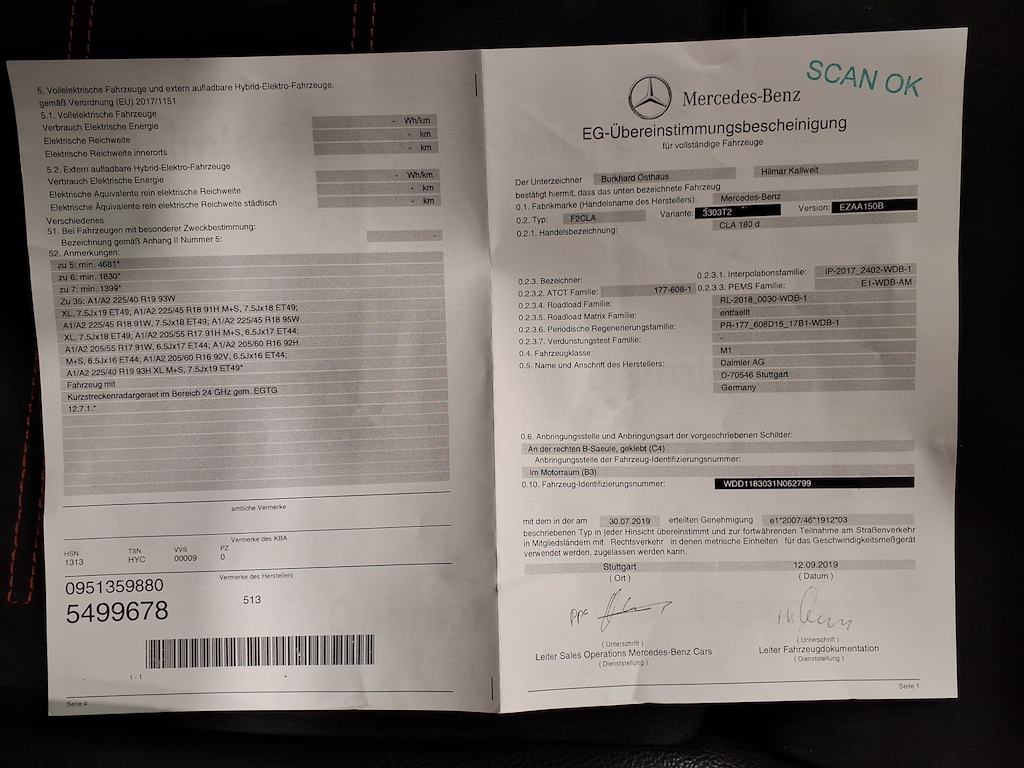 5. Vollelektrische Fahrzeuge und extern aufladbare Hybrid-Elektro-Fahrzeuge,
gemäß Verordnung (EU) 2017/1151
5.1. Vollelektrische Fahrzeuge
Verbrauch Elektrische Energie - Wh/km
Elektrische Reichweite - km
Elektrische Reichweite innerorts - km
5.2. Extern aufladbare Hybrid-Elektro-Fahrzeuge
Verbrauch Elektrische Energie - Wh/km
Elektrische Äquivalente rein elektrische Reichweite - km
Elektrische Äquivalente rein elektrische Reichweite städtisch - km
Verschiedenes
51. Bei Fahrzeugen mit besonderer Zweckbestimmung:
Bezeichnung gemäß Anhang II Nummer 5: -
52. Anmerkungen:
zu 5: min. 4681*
zu 6: min. 1830*
zu 7: min. 1399*
Zu 35: A1/A2 225/40 R19 93W
XL, 7.5Jx19 ET49; A1/A2 225/45 R18 91H M+S, 7.5Jx18 ET49;
A1/A2 225/45 R18 91W, 7.5Jx18 ET49; A1/A2 225/45 R18 95W
XL, 7.5Jx18 ET49; A1/A2 205/55 R17 91H M+S, 6.5Jx17 ET44;
A1/A2 205/55 R17 91W, 6.5Jx17 ET44; A1/A2 205/60 R16 92H
M+S, 6.5Jx16 ET44; A1/A2 205/60 R16 92V, 6.5Jx16 ET44;
A1/A2 225/40 R19 93H XL M+S, 7.5Jx19 ET49*
Fahrzeug mit
Kurzstreckenradargeraet im Bereich 24 GHz gem. EGTG
12.7.1.*
amtliche Vermerke
Vermerke des KBA
HSN TSN VVS PZ
1313 HYC 00009 0
Vermerke des Herstellers
0951359880
5499678 513
1 - 1 -
Seite 4
SCAN OK
Mercedes-Benz
EG-Übereinstimmungsbescheinigung
für vollständige Fahrzeuge
Der Unterzeichner Burkhard Osthaus Hilmar Kallweit
bestätigt hiermit, dass das unten bezeichnete Fahrzeug
0.1. Fabrikmarke (Handelsname des Herstellers): Mercedes-Benz
0.2. Typ: F2CLA Variante: 3303T2 Version: EZAA150B
0.2.1. Handelsbezeichnung: CLA 180 d
0.2.3. Bezeichner: 0.2.3.1. Interpolationsfamilie: IP-2017_2402-WDB-1
0.2.3.2. ATCT Familie: 177-608-1 0.2.3.3. PEMS Familie: E1-WDB-AM
0.2.3.4. Roadload Familie: RL-2018_0030-WDB-1
0.2.3.5. Roadload Matrix Familie: entfaellt
0.2.3.6. Periodische Regenerierungsfamilie: PR-177_608D15_17B1-WDB-1
0.2.3.7. Verdunstungstest Familie: -
0.4. Fahrzeugklasse: M1
0.5. Name und Anschrift des Herstellers: Daimler AG
D-70546 Stuttgart
Germany
0.6. Anbringungsstelle und Anbringungsart der vorgeschriebenen Schilder:
An der rechten B-Saeule, geklebt (C4)
Anbringungsstelle der Fahrzeug-Identifizierungsnummer:
Im Motorraum (B3)
0.10. Fahrzeug-Identifizierungsnummer: WDD1183031N062799
mit dem in der am 30.07.2019 erteilten Genehmigung e1*2007/46*1912*03
beschriebenen Typ in jeder Hinsicht übereinstimmt und zur fortwährenden Teilnahme am Straßenverkehr
in Mitgliedsländern mit Rechtsverkehr in denen metrische Einheiten für das Geschwindigkeitsmeßgerät
verwendet werden, zugelassen werden kann.
Stuttgart 12.09.2019
( Ort ) ( Datum )
ppa
( Unterschrift ) ( Unterschrift )
Leiter Sales Operations Mercedes-Benz Cars Leiter Fahrzeugdokumentation
( Dienststellung ) ( Dienststellung )
Seite 1